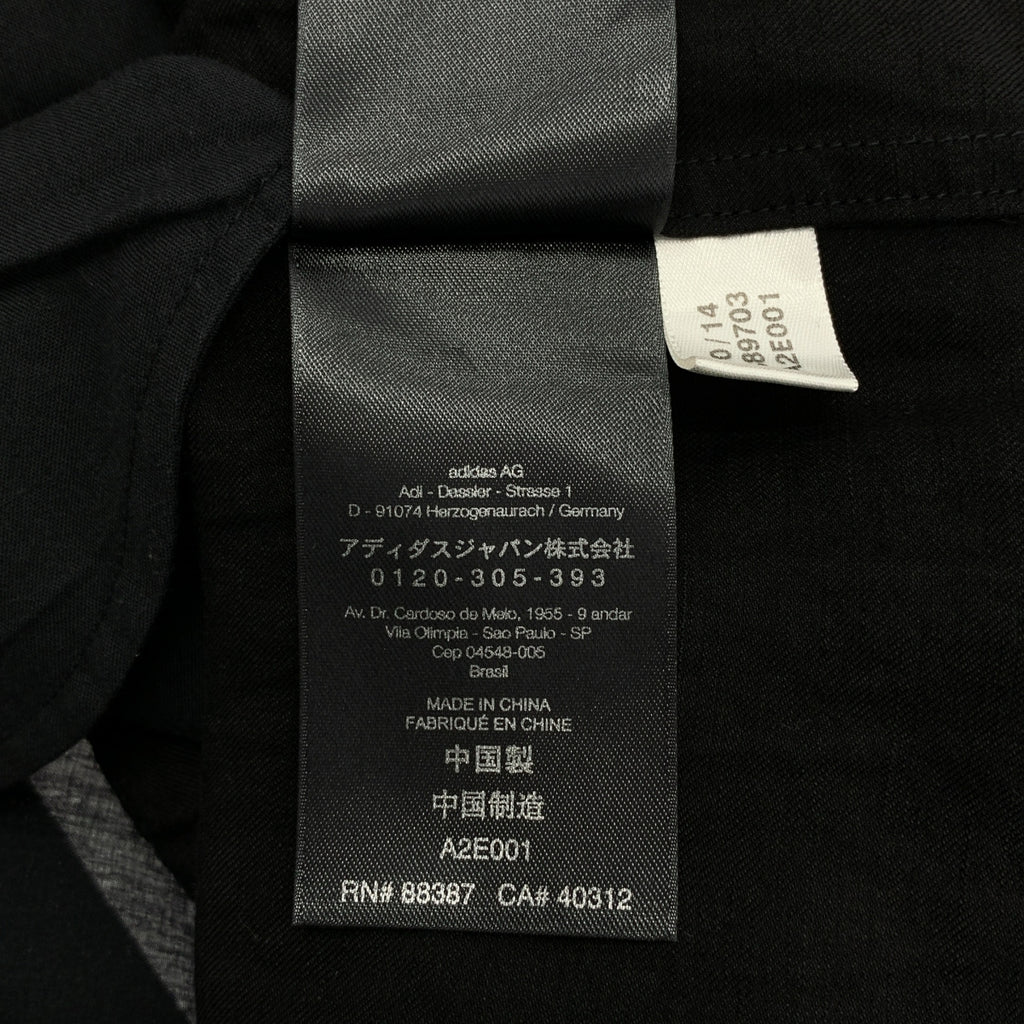 adidas AG
Adi - Dassler - Strasse 1
D - 91074 Herzogenaurach / Germany
アディダスジャパン株式会社
0120-305-393
Av. Dr. Cardoso de Melo, 1955 - 9 andar
Vila Olimpia - Sao Paulo - SP
Cep 04548-005
Brasil
MADE IN CHINA
FABRIQUÉ EN CHINE
中国製
中国制造
A2E001
RN# 88387 CA# 40312
0/14
89703
A2E001